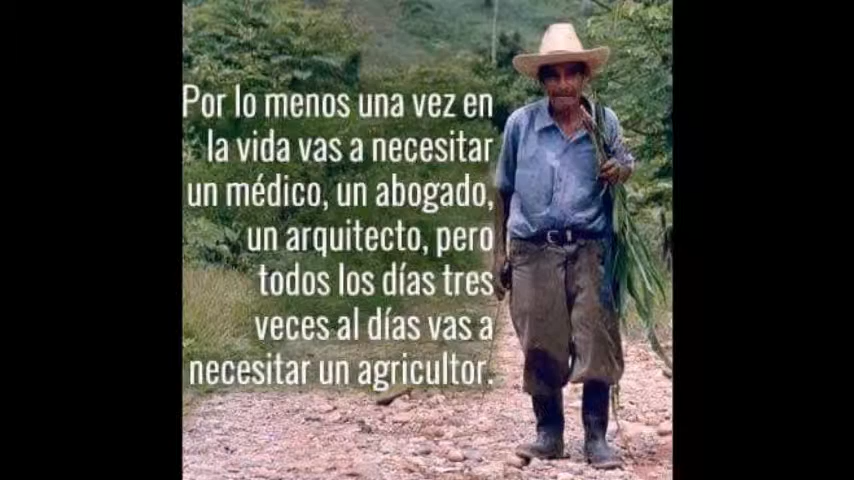 Por lo menos una vez en
la vida vas a necesitar
un médico, un abogado,
un arquitecto, pero
todos los días tres
veces al días vas a
necesitar un agricultor.